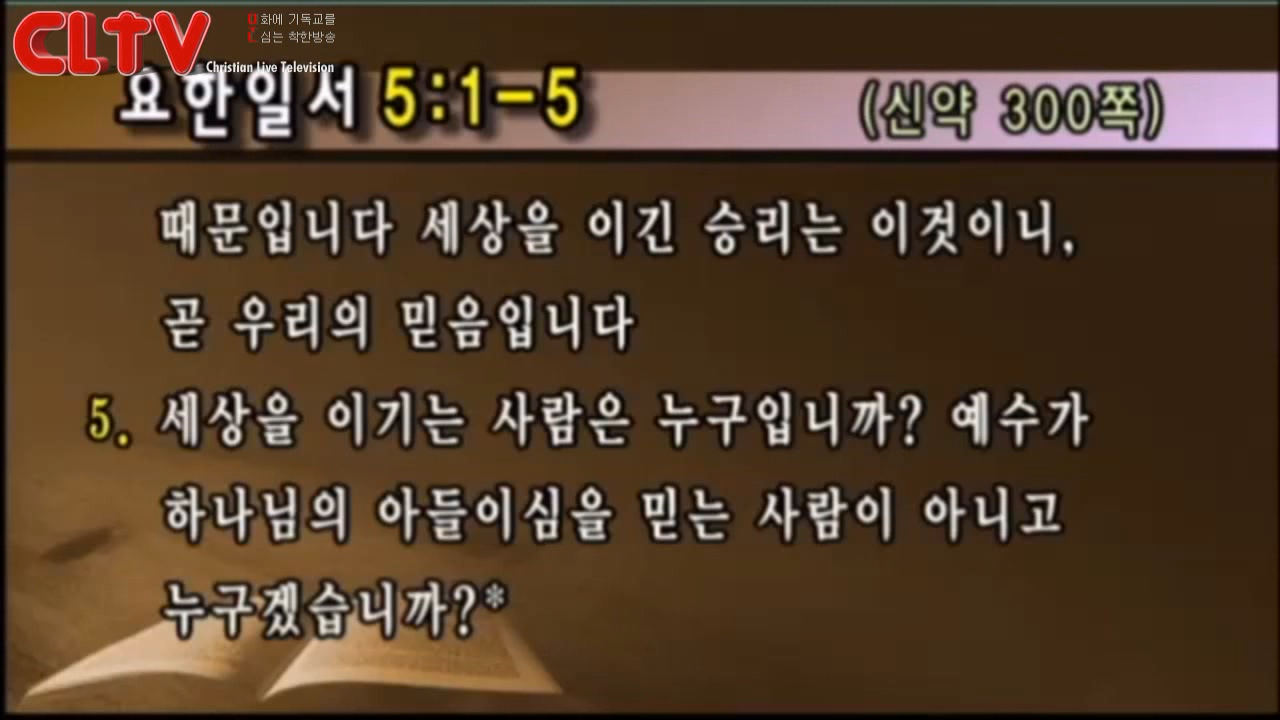 CLTV
문화에 기독교를
심는 착한방송
Christian Live Television
요한일서 5:1-5 (신약 300쪽)
때문입니다 세상을 이긴 승리는 이것이니,
곧 우리의 믿음입니다
5. 세상을 이기는 사람은 누구입니까? 예수가
하나님의 아들이심을 믿는 사람이 아니고
누구겠습니까?*